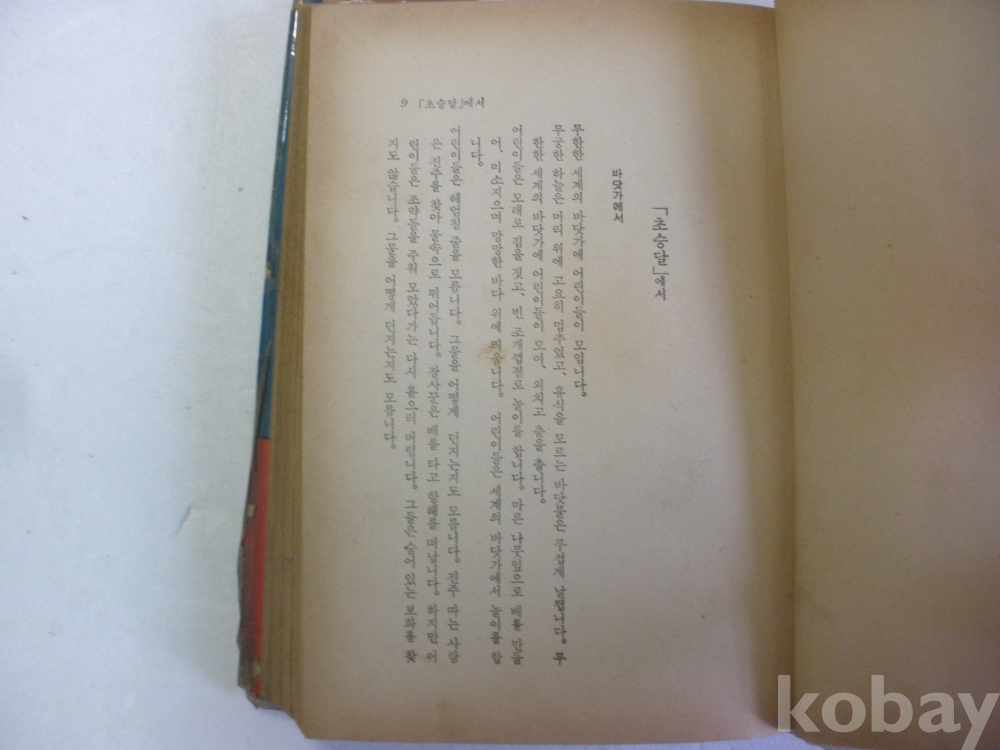 「초승달」에서
바닷가에서
무한한 세계의 바닷가에 어린이들이 모입니다.
무궁한 하늘은 머리 위에 고요히 멈추었고, 휴식을 모르는 바닷물은 무섭게 날뜁니다. 무
한한 세계의 바닷가에 어린이들이 모여, 외치고 춤을 춥니다.
어린이들은 모래로 집을 짓고, 빈 조개껍질로 놀이를 합니다. 마른 나뭇잎으로 배를 만들
어, 미소지으며 망망한 바다 위에 띄웁니다. 어린이들은 세계의 바닷가에서 놀이를 합
니다.
어린이들은 헤엄칠 줄을 모릅니다. 그물을 어떻게 던지는지도 모릅니다. 진주 따는 사람
은 진주를 찾아 물속으로 뛰어듭니다. 장사꾼은 배를 타고 항해를 떠납니다. 하지만 어
린이들은 조약돌을 주워 모았다가는 다시 흩어 버립니다. 그들은 숨어 있는 보화를 찾
지도 않습니다. 그물을 어떻게 던지는지도 모릅니다.
9 「초승달」에서
kobay